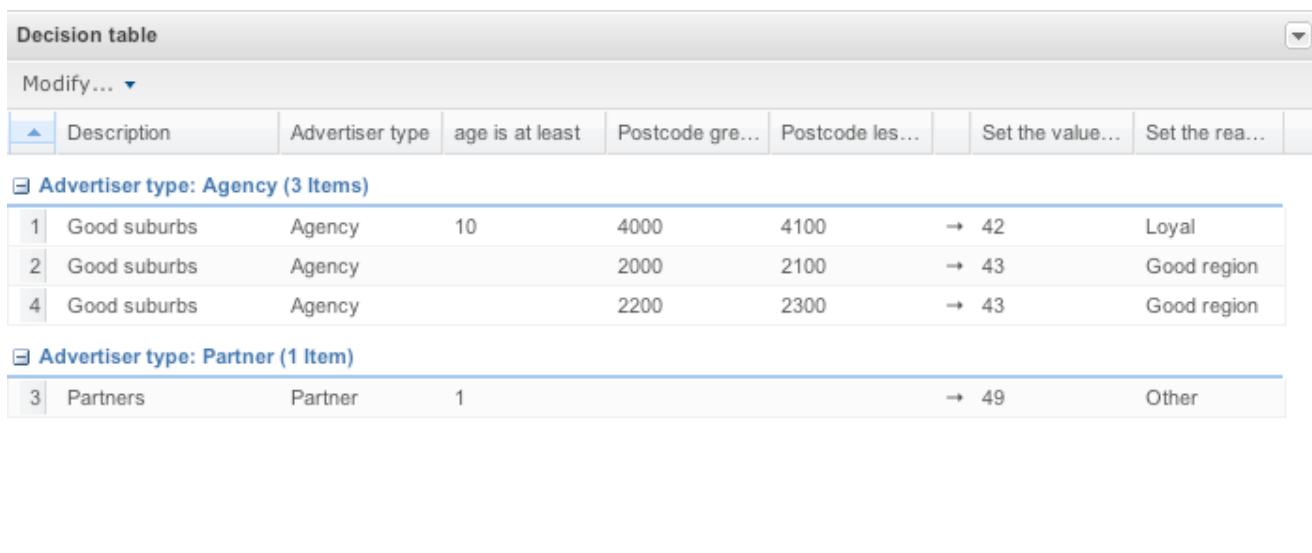 Decision table
Modify...
Description Advertiser type age is at least Postcode gre... Postcode les... Set the value... Set the rea...
Advertiser type: Agency (3 Items)
1 Good suburbs Agency 10 4000 4100 → 42 Loyal
2 Good suburbs Agency 2000 2100 → 43 Good region
4 Good suburbs Agency 2200 2300 → 43 Good region
Advertiser type: Partner (1 Item)
3 Partners Partner 1 → 49 Other